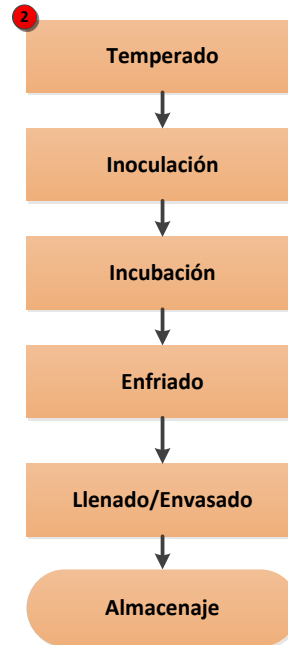 2
Temperado
Inoculación
Incubación
Enfriado
Llenado/Envasado
Almacenaje